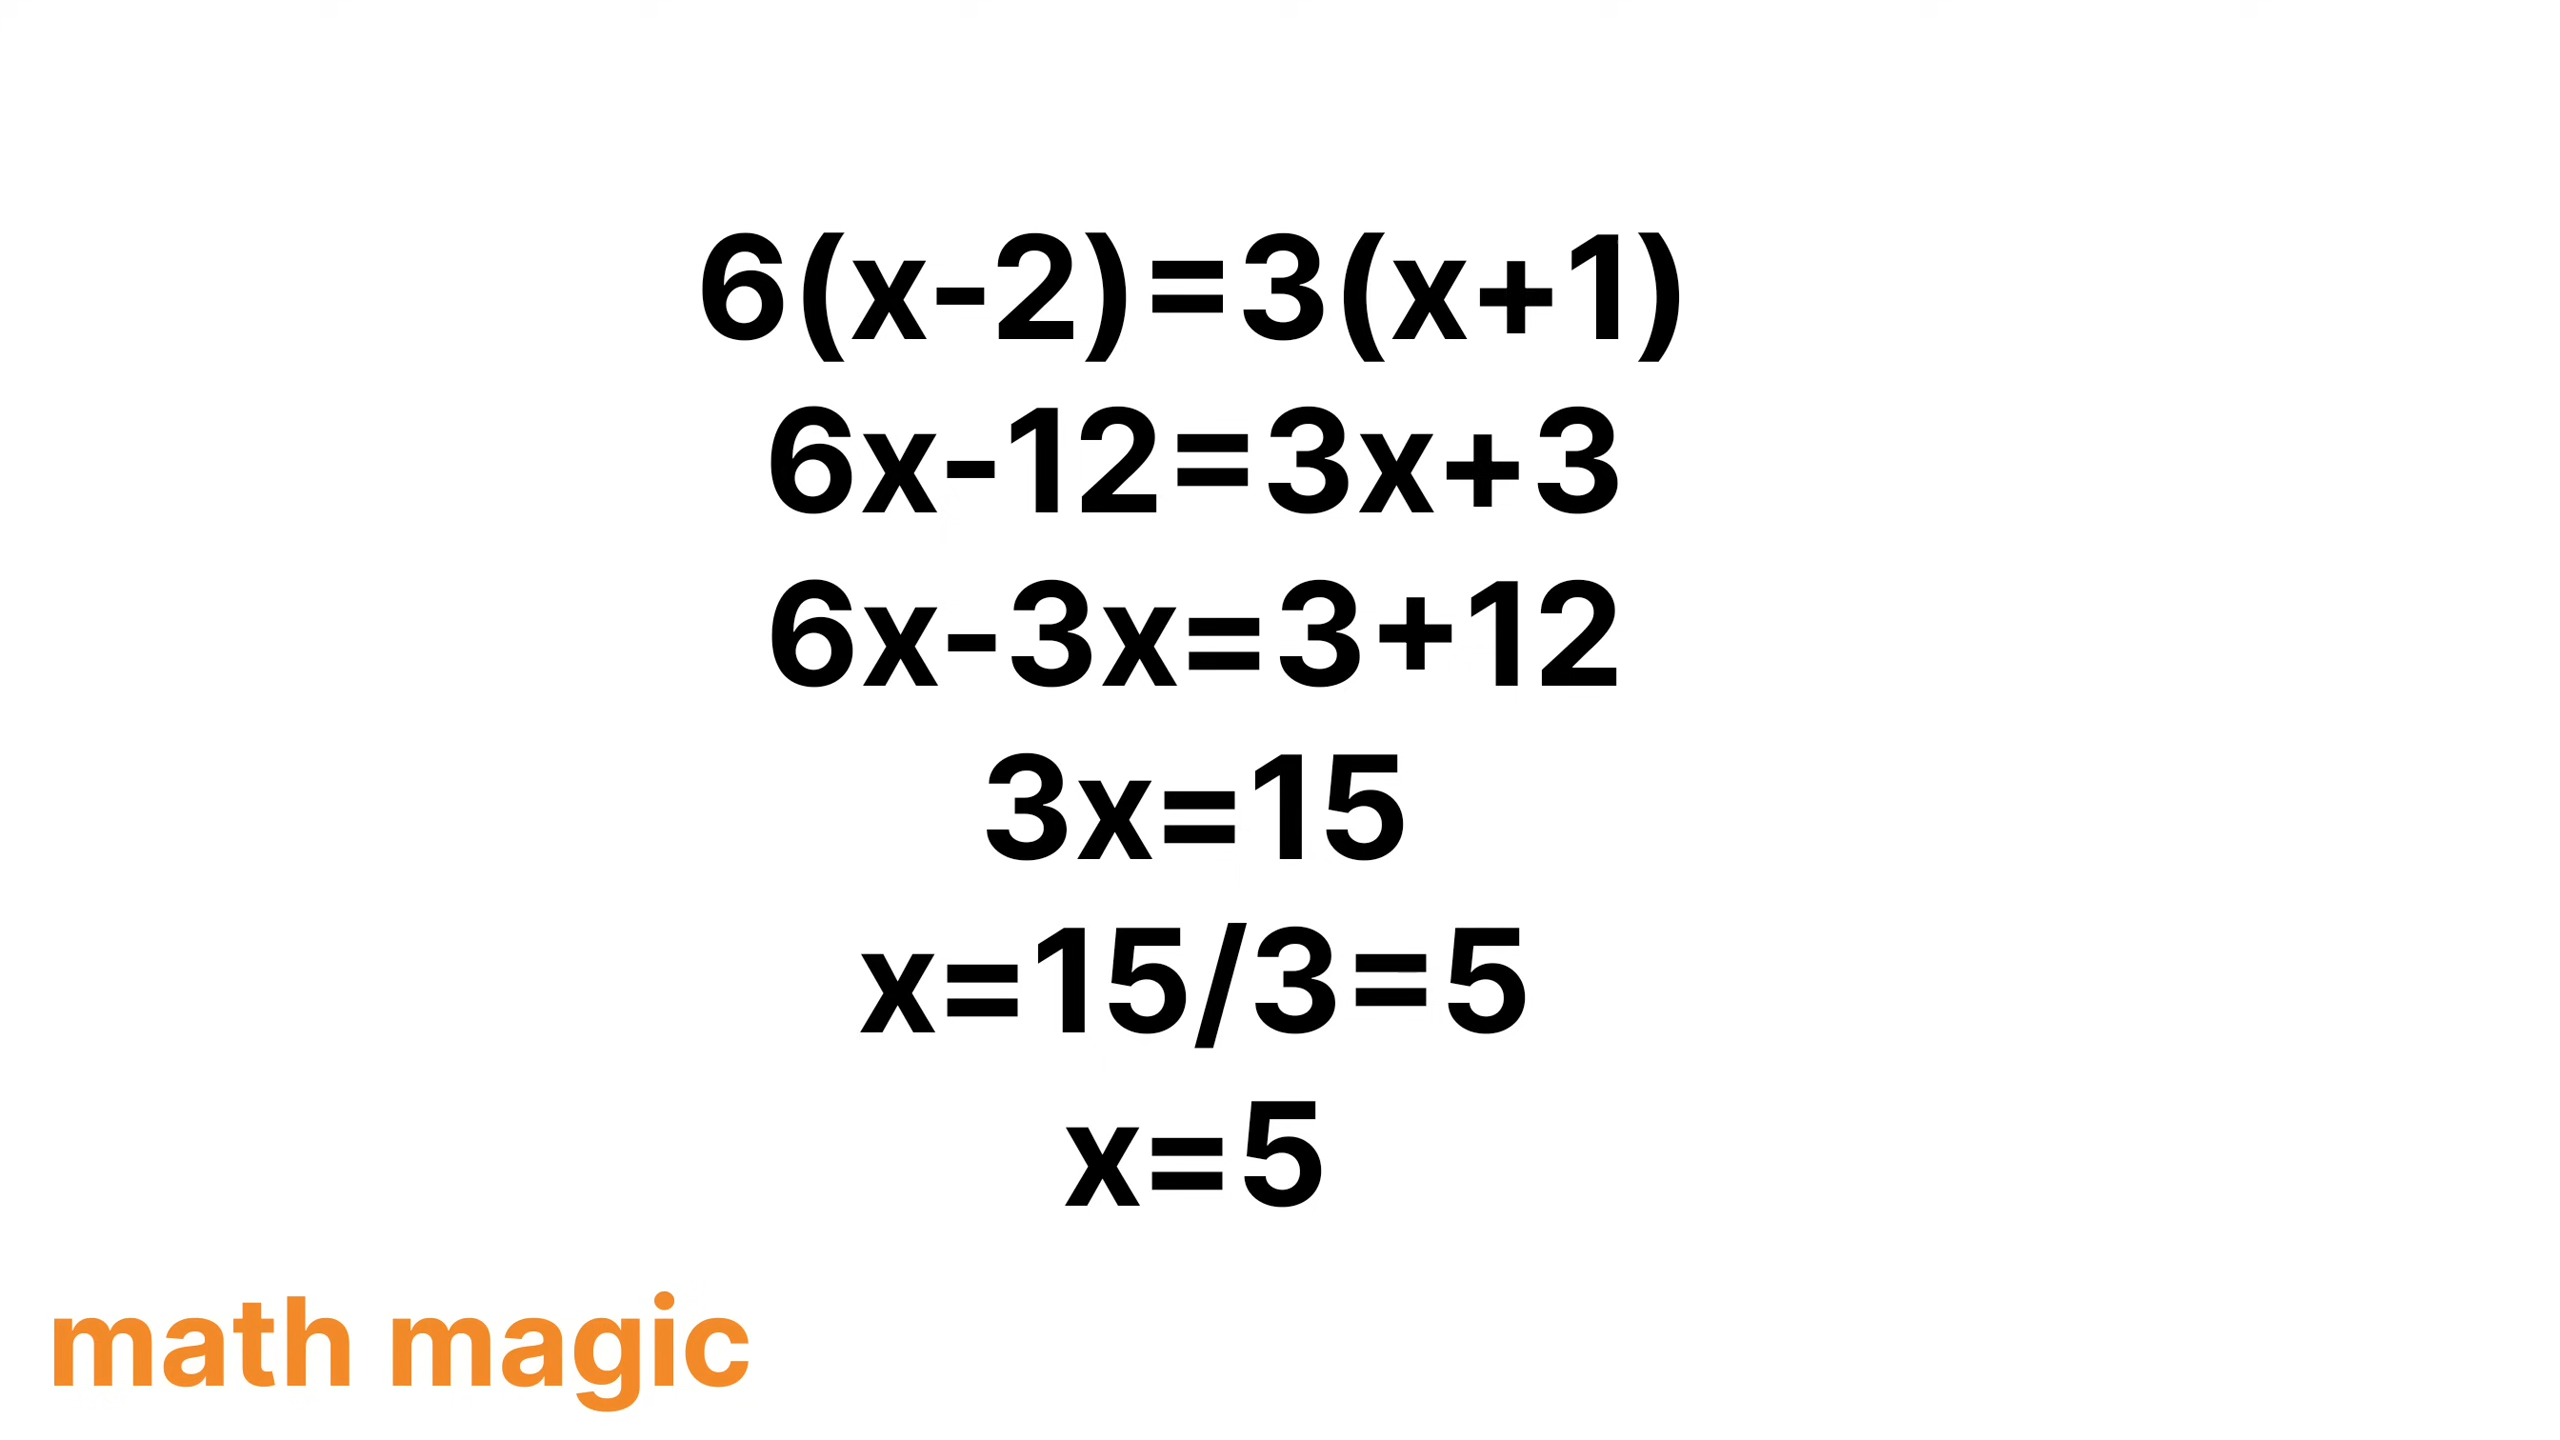 6(x-2)=3(x+1)
6x-12=3x+3
6x-3x=3+12
3x=15
x=15/3=5
x=5
math magic